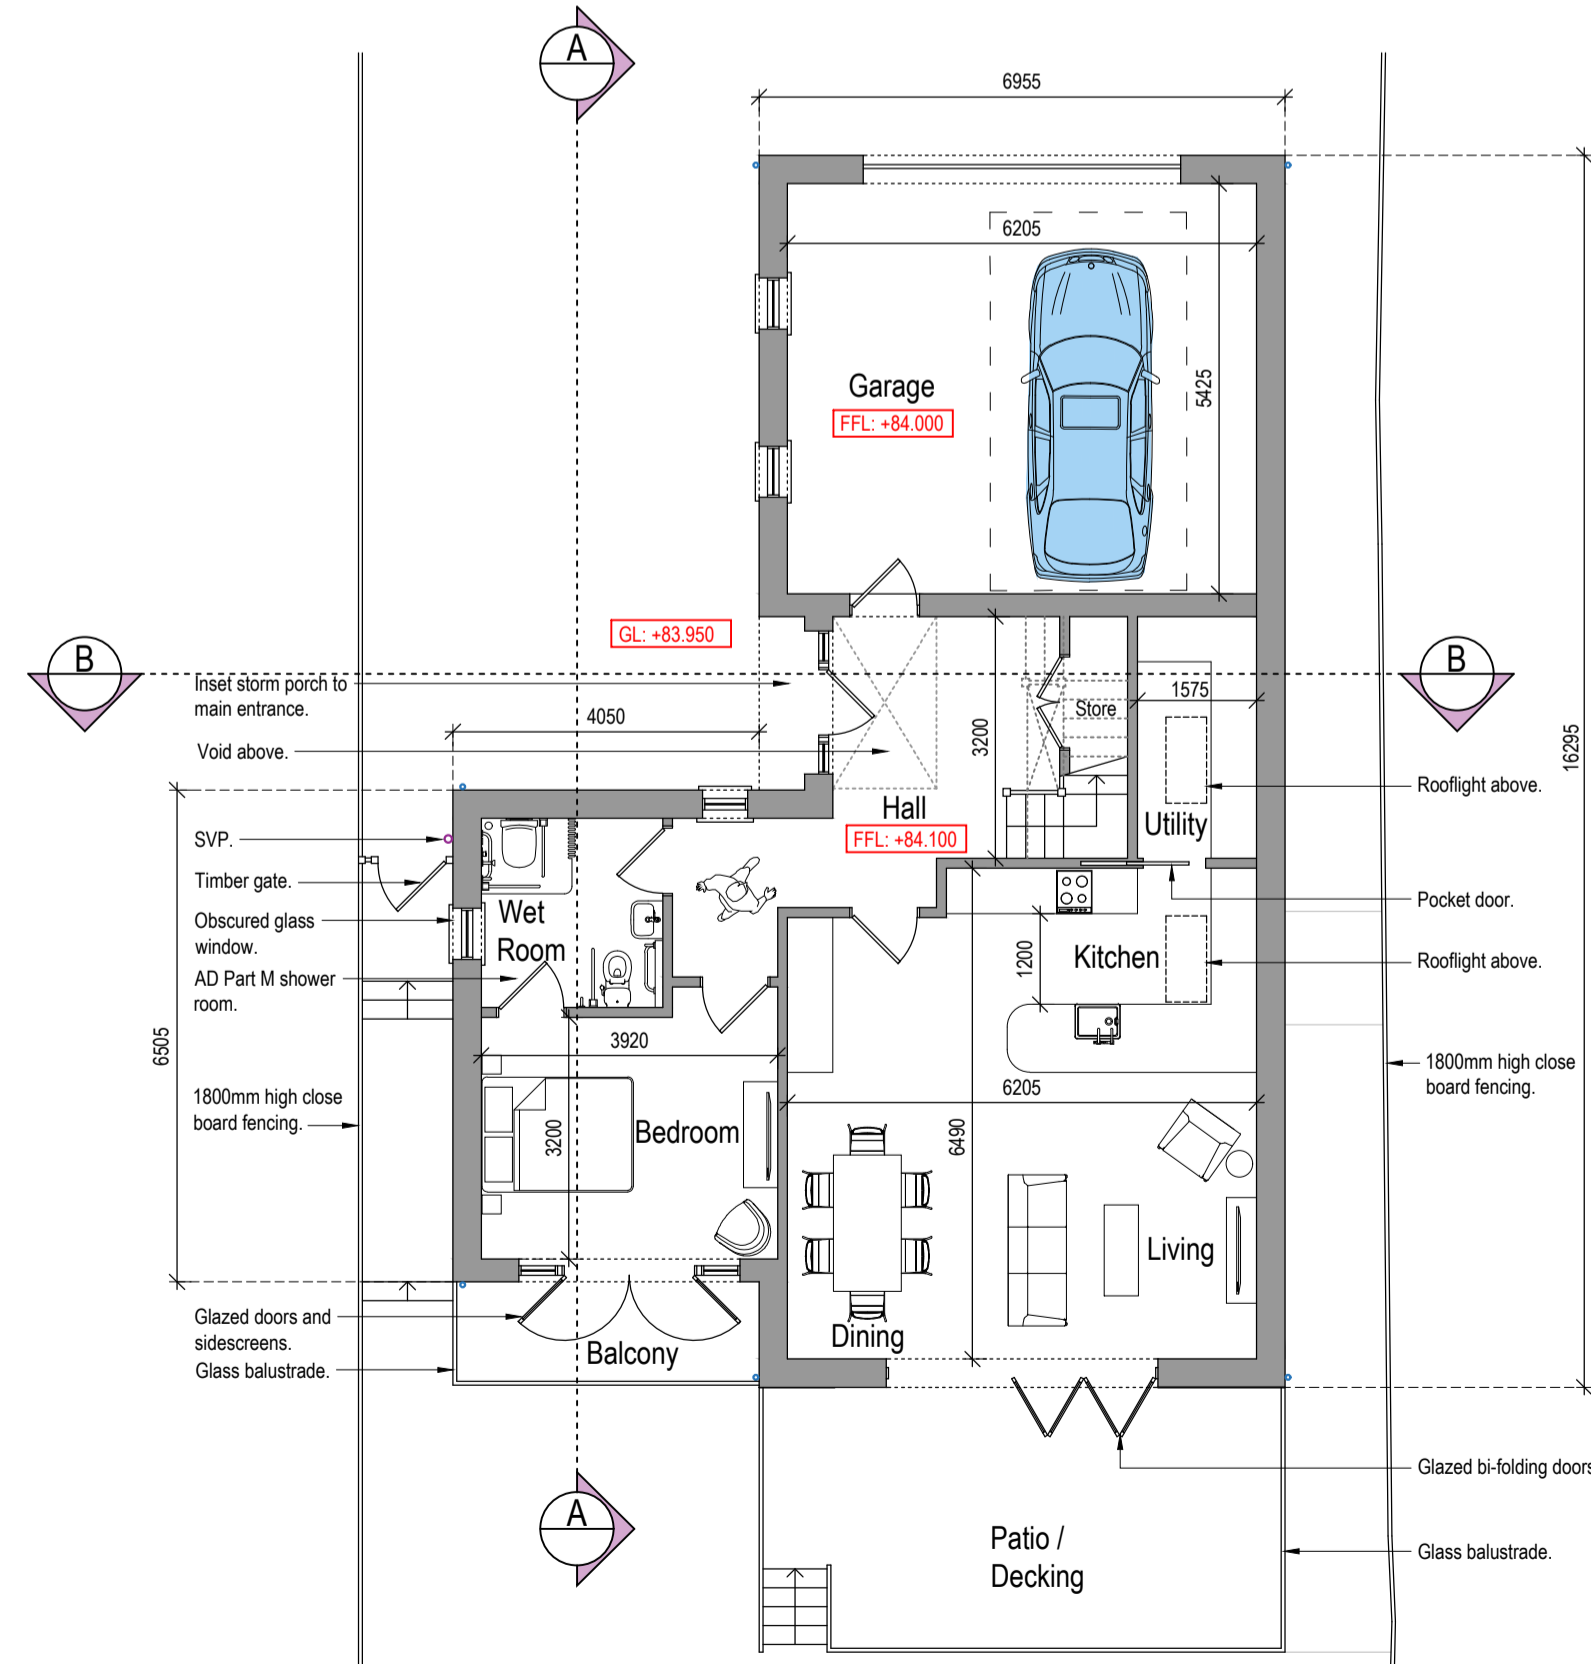 A
6955
6205
Garage
FFL: +84.000
5425
GL: +83.950
B
B
Inset storm porch to
main entrance.
4050
Void above.
3200
Store
1575
16295
Rooflight above.
Hall
FFL: +84.100
Utility
SVP.
Timber gate.
Obscured glass
window.
AD Part M shower
room.
Wet
Room
Pocket door.
1200
Kitchen
Rooflight above.
6505
3920
1800mm high close
board fencing.
1800mm high close
board fencing.
6205
3200
Bedroom
6490
Living
Glazed doors and
sidescreens.
Glass balustrade.
Balcony
Dining
Glazed bi-folding doors
A
Patio /
Decking
Glass balustrade.